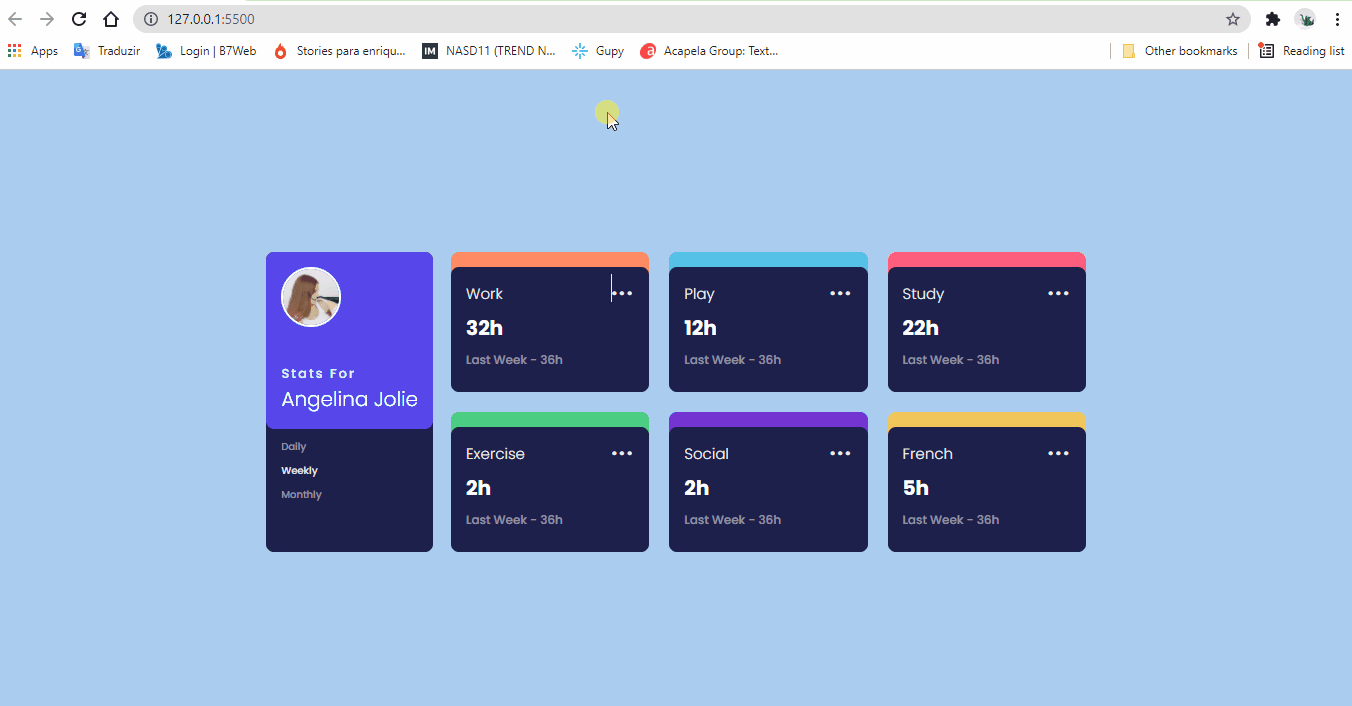 127.0.0.1:5500
Apps Traduzir Login | B7Web Stories para enriqu... IM NASD11 (TREND N... Gupy a Acapela Group: Text... Other bookmarks Reading list
Stats For
Angelina Jolie
Daily
Weekly
Monthly
Work
32h
Last Week - 36h
Play
12h
Last Week - 36h
Study
22h
Last Week - 36h
Exercise
2h
Last Week - 36h
Social
2h
Last Week - 36h
French
5h
Last Week - 36h